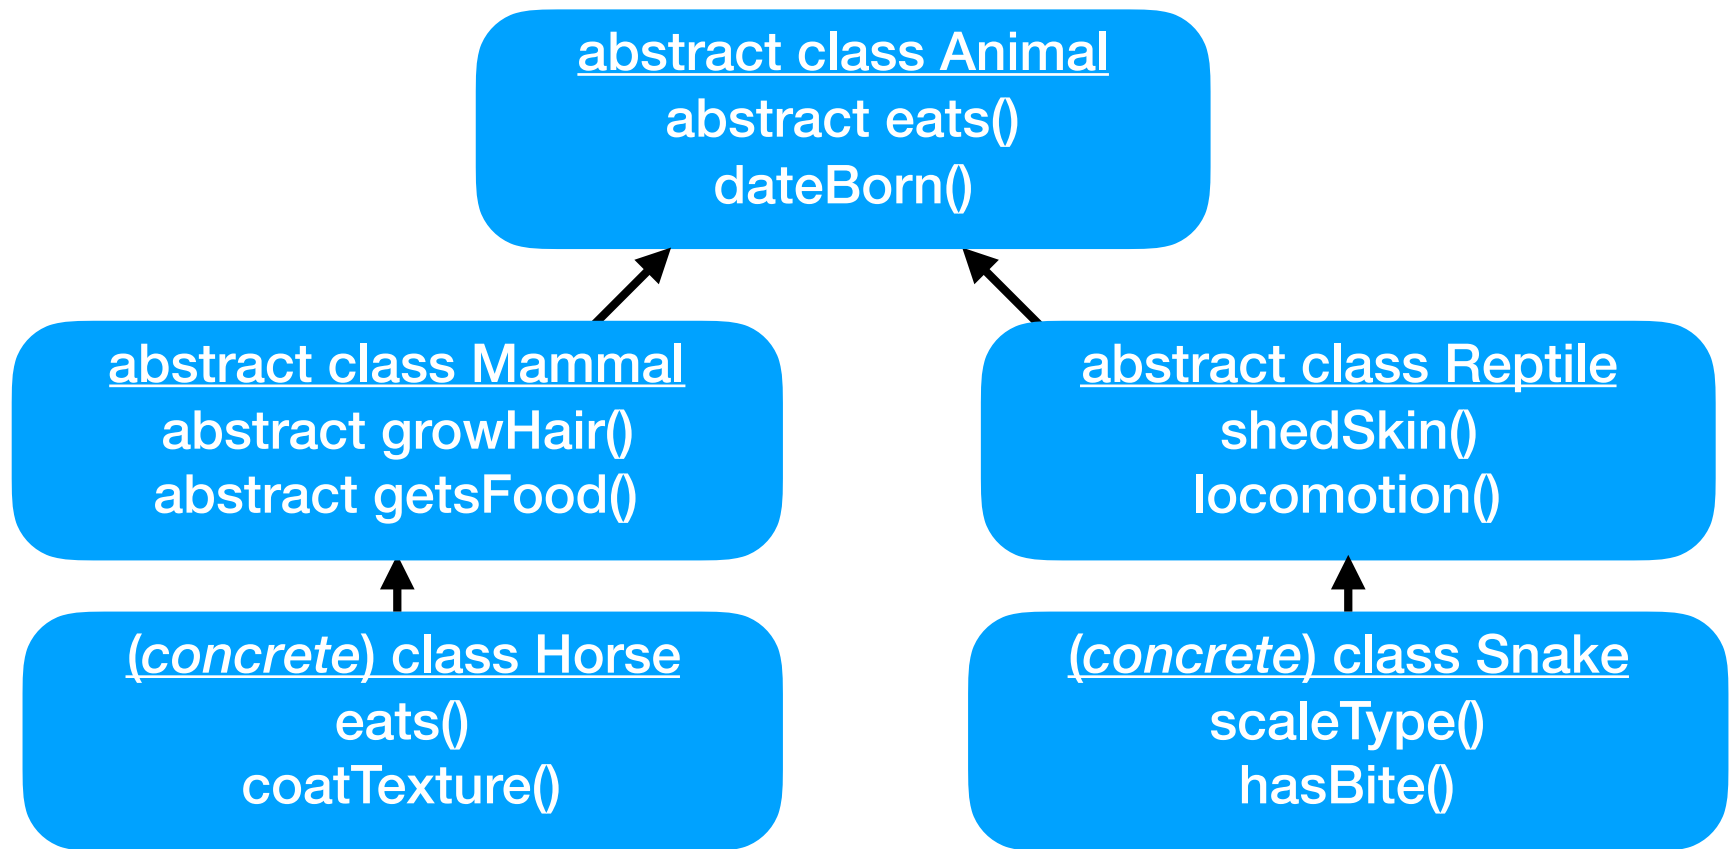 abstract class Animal
abstract eats()
dateBorn()
abstract class Mammal
abstract growHair()
abstract getsFood()
abstract class Reptile
shedSkin()
locomotion()
(concrete) class Horse
eats()
coatTexture()
(concrete) class Snake
scaleType()
hasBite()